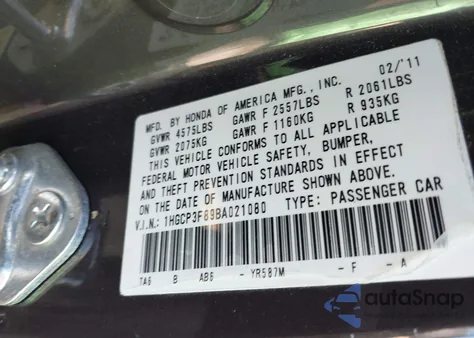 MFD. BY HONDA OF AMERICA MFG., INC. 02/'11
GVWR 4575LBS GAWR F 2557LBS R 2061LBS
GVWR 2075KG GAWR F 1160KG R 935KG
THIS VEHICLE CONFORMS TO ALL APPLICABLE
FEDERAL MOTOR VEHICLE SAFETY, BUMPER,
AND THEFT PREVENTION STANDARDS IN EFFECT
ON THE DATE OF MANUFACTURE SHOWN ABOVE.
V.I.N.: 1HGCP3F89BA021080 TYPE: PASSENGER CAR
TA6 B AB6 - YR587M - F - A
autoSnap